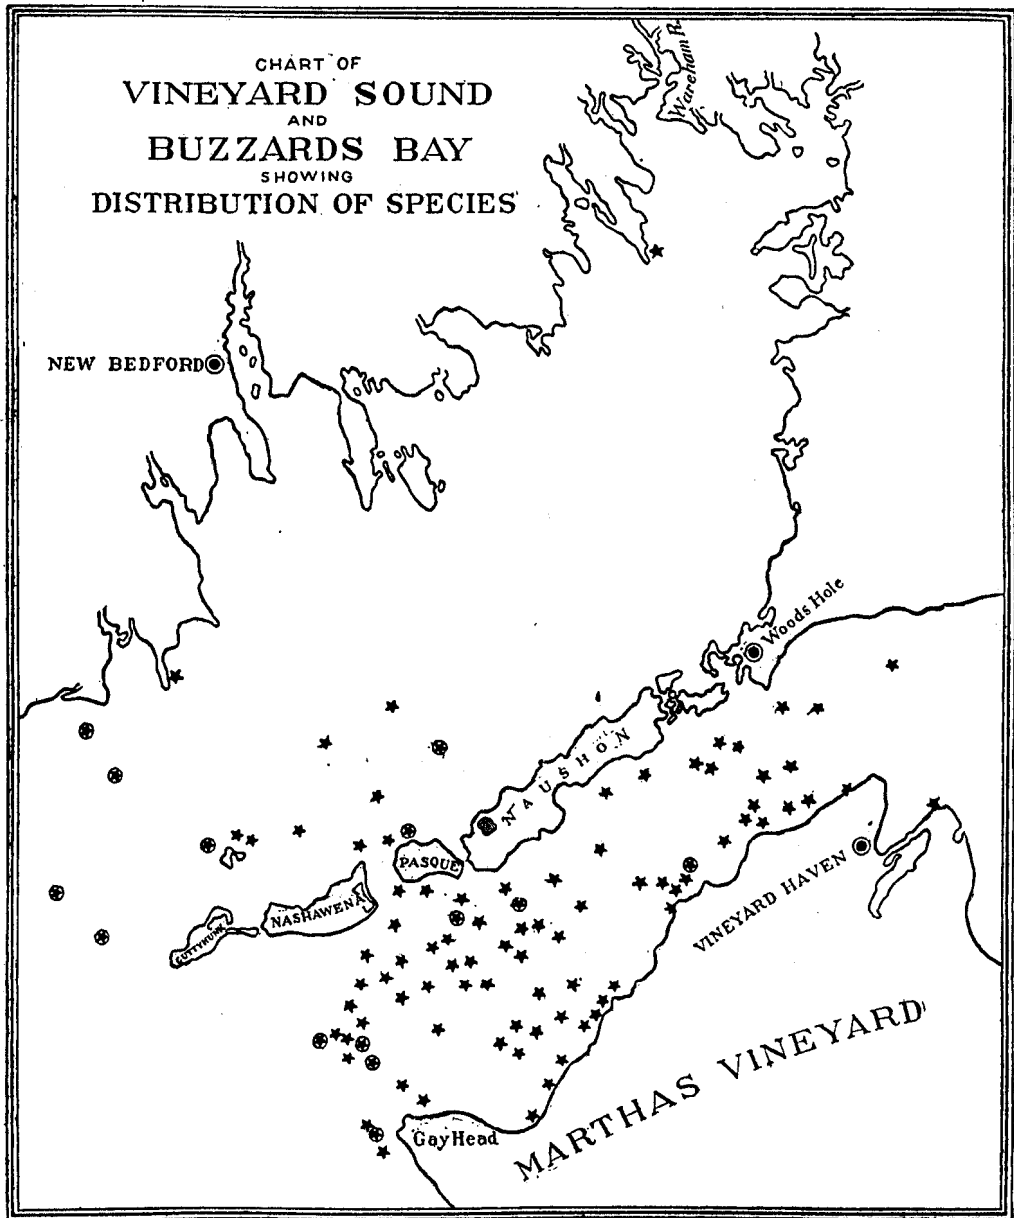 CHART OF
VINEYARD SOUND
AND
BUZZARDS BAY
SHOWING
DISTRIBUTION OF SPECIES
Wareham R.
NEW BEDFORD
Woods Hole
NAUSHON
PASQUE
NASHAWENA
CUTTYHUNK
VINEYARD HAVEN
MARTHAS VINEYARD
Gay Head